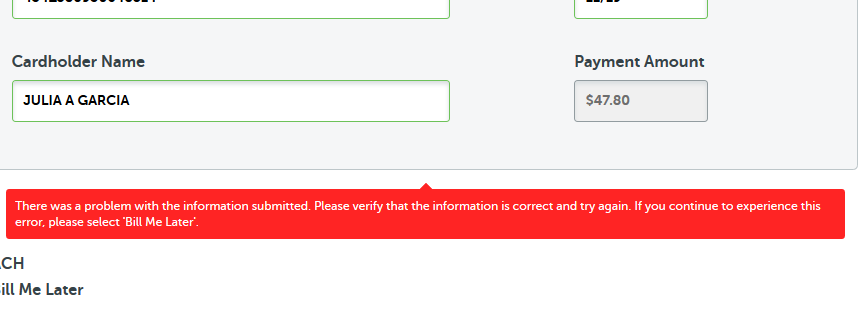 Cardholder Name
Payment Amount
JULIA A GARCIA
$47.80
There was a problem with the information submitted. Please verify that the information is correct and try again. If you continue to experience this
error, please select 'Bill Me Later'.
CH
ill Me Later